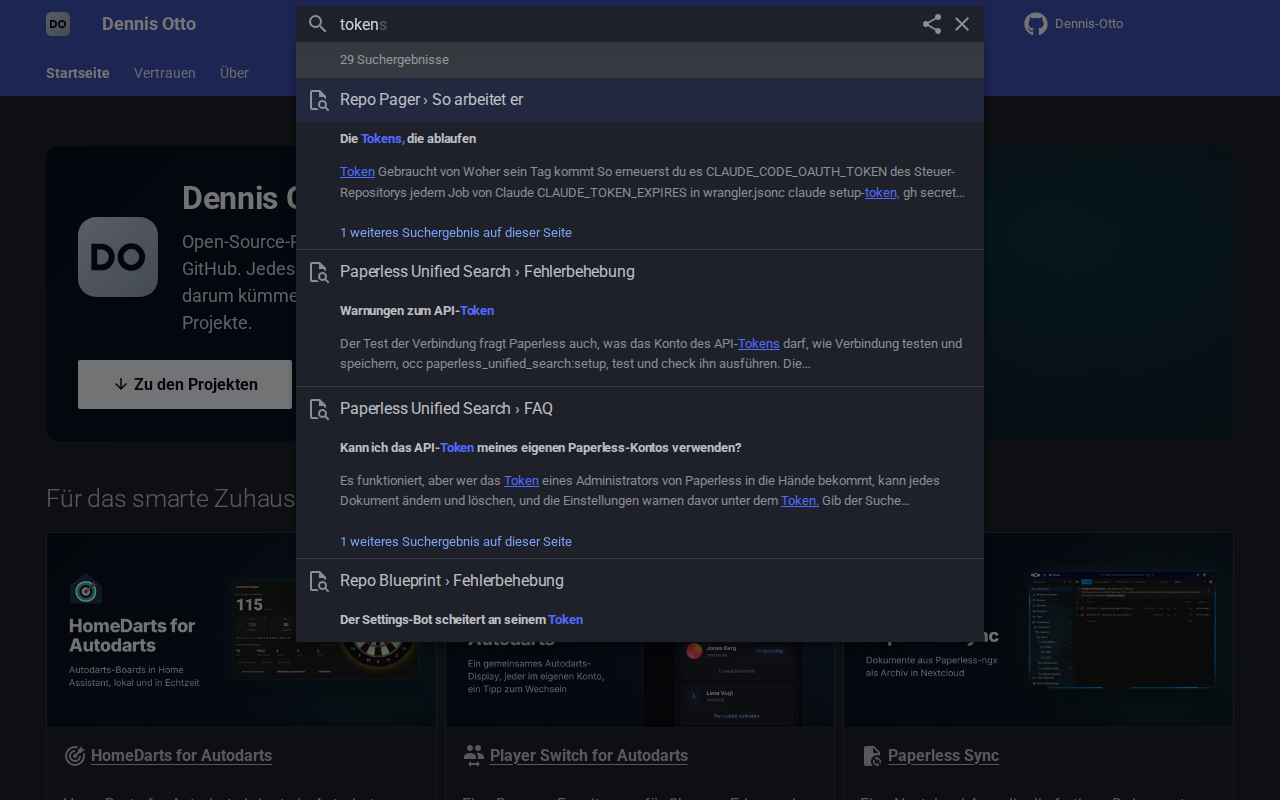 DO
Dennis Otto
tokens
Dennis-Otto
Startseite
Vertrauen
Über
29 Suchergebnisse
Repo Pager › So arbeitet er
Die Tokens, die ablaufen
Token Gebraucht von Woher sein Tag kommt So erneuerst du es CLAUDE_CODE_OAUTH_TOKEN des Steuer-
Repositorys jedem Job von Claude CLAUDE_TOKEN_EXPIRES in wrangler.jsonc claude setup-token, gh secret…
1 weiteres Suchergebnis auf dieser Seite
Paperless Unified Search › Fehlerbehebung
Warnungen zum API-Token
Der Test der Verbindung fragt Paperless auch, was das Konto des API-Tokens darf, wie Verbindung testen und
speichern, occ paperless_unified_search:setup, test und check ihn ausführen. Die…
Paperless Unified Search › FAQ
Kann ich das API-Token meines eigenen Paperless-Kontos verwenden?
Es funktioniert, aber wer das Token eines Administrators von Paperless in die Hände bekommt, kann jedes
Dokument ändern und löschen, und die Einstellungen warnen davor unter dem Token. Gib der Suche…
1 weiteres Suchergebnis auf dieser Seite
Repo Blueprint › Fehlerbehebung
Der Settings-Bot scheitert an seinem Token
DO
Dennis
Open-Source-
GitHub. Jedes
darum kümme
Projekte.
Zu den Projekten
Für das smarte Zuhaus
HomeDarts for
Autodarts
Autodarts-Boards in Home
Assistant, lokal und in Echtzeit
115
Autodarts
Ein gemeinsames Autodarts-
Display, jeder im eigenen Konto,
ein Tipp zum Wechseln
Jonas Berg
Lena Vogt
Der Lobby beitreten
Dokumente aus Paperless-ngx
als Archiv in Nextcloud
HomeDarts for Autodarts
Player Switch for Autodarts
Paperless Sync